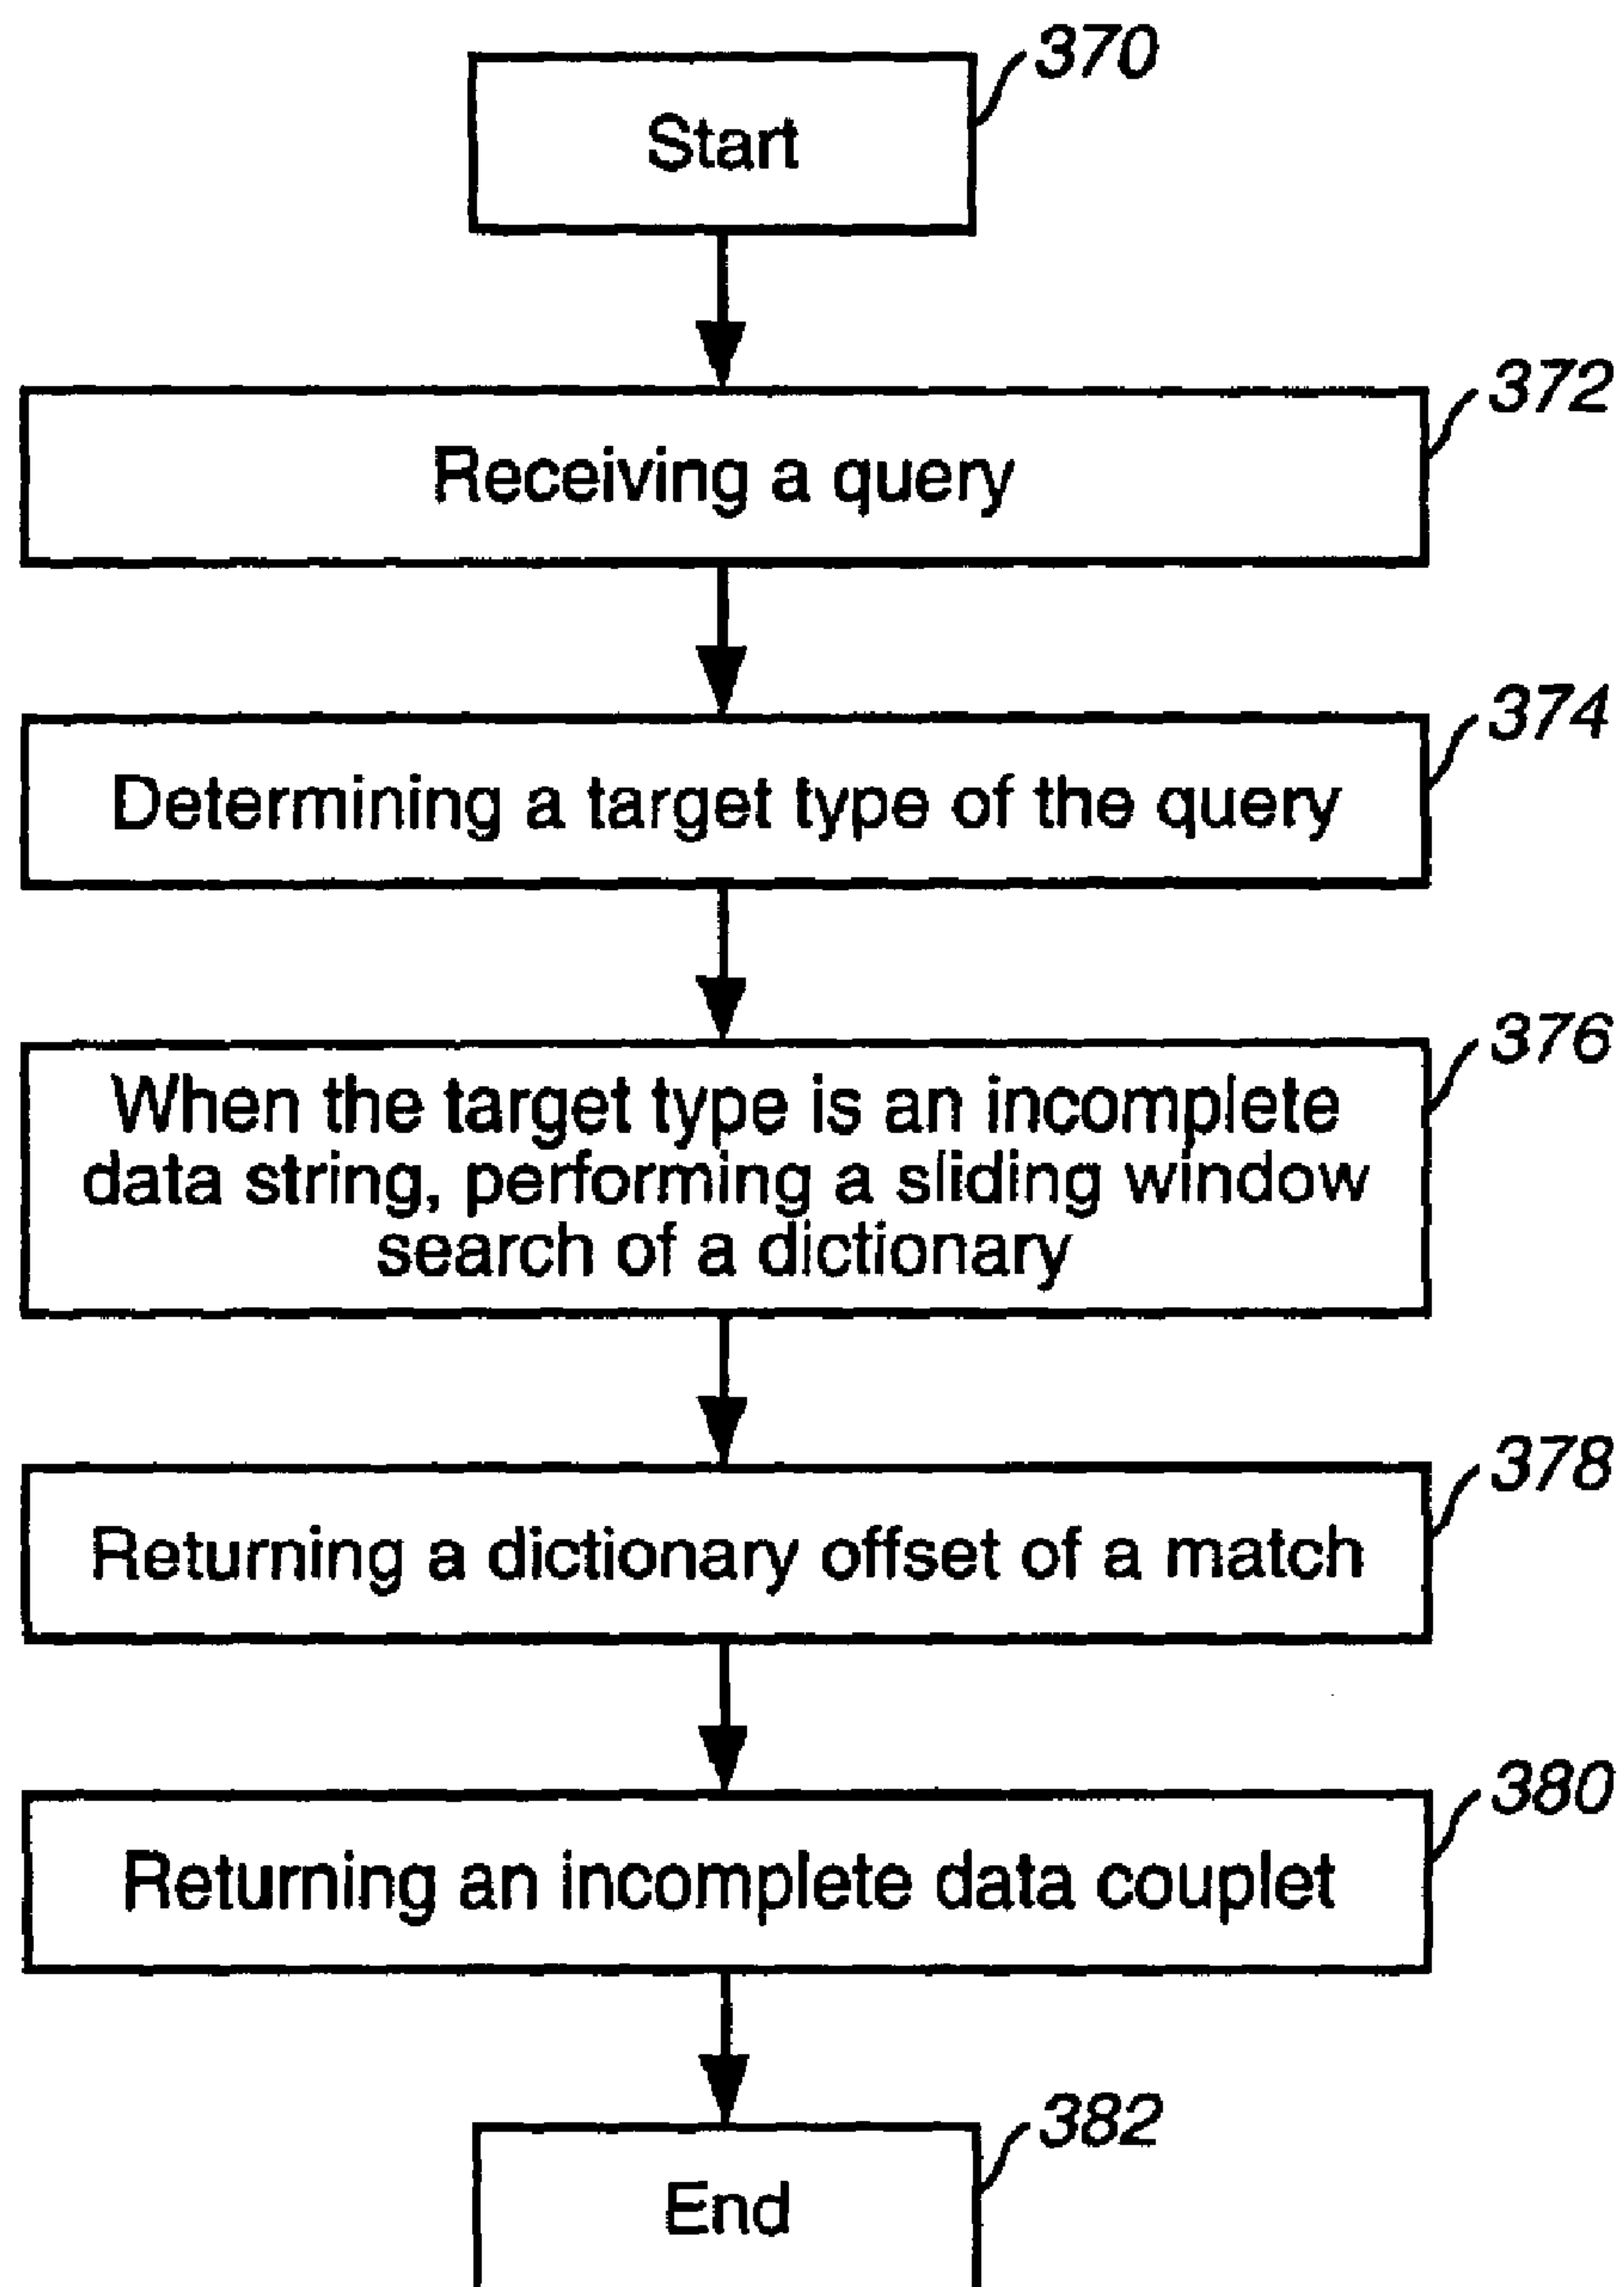 370
Start
372
Receiving a query
374
Determining a target type of the query
376
When the target type is an incomplete
data string, performing a sliding window
search of a dictionary
378
Returning a dictionary offset of a match
380
Returning an incomplete data couplet
382
End